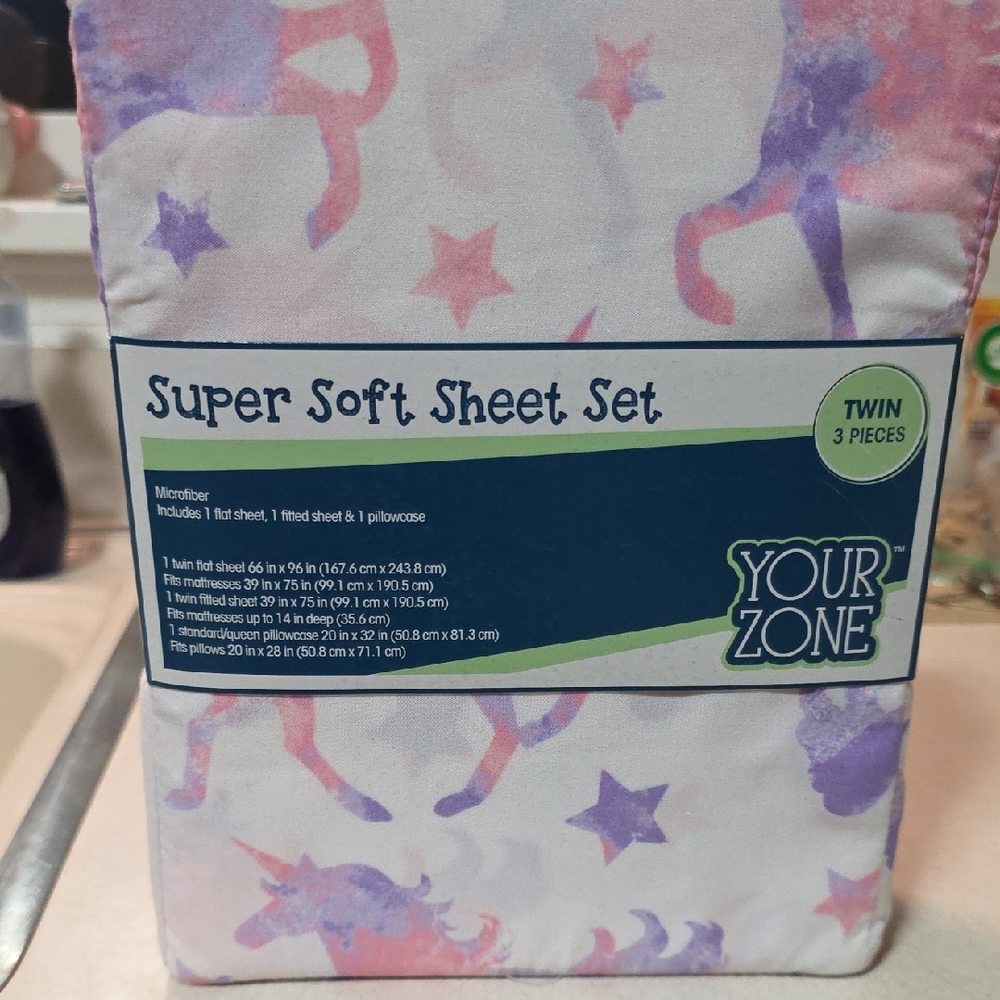 Super Soft Sheet Set
TWIN
3 PIECES
Microfiber
Includes 1 flat sheet, 1 fitted sheet & 1 pillowcase
1 twin flat sheet 66 in x 96 in (167.6 cm x 243.8 cm)
Fits mattresses 39 in x 75 in (99.1 cm x 190.5 cm)
1 twin fitted sheet 39 in x 75 in (99.1 cm x 190.5 cm)
Fits mattresses up to 14 in deep (35.6 cm)
1 standard/queen pillowcase 20 in x 32 in (50.8 cm x 81.3 cm)
Fits pillows 20 in x 28 in (50.8 cm x 71.1 cm)
YOUR ™
ZONE